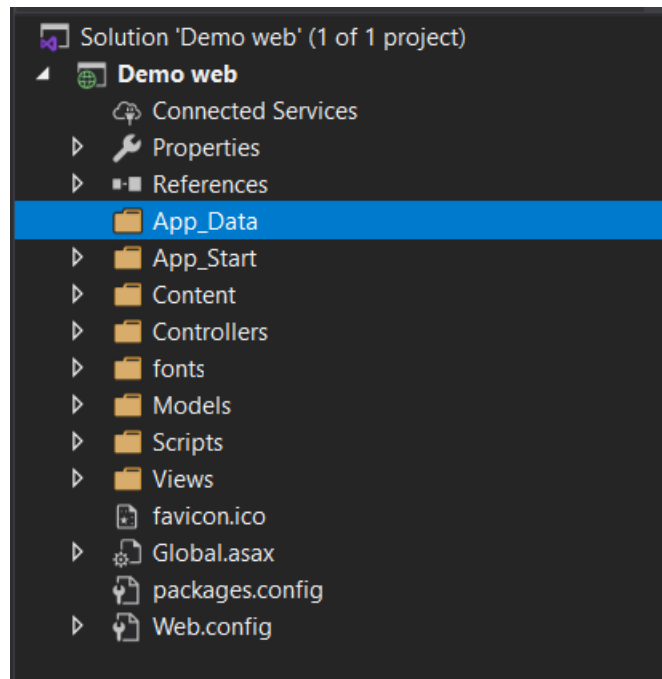 Solution 'Demo web' (1 of 1 project)
Demo web
Connected Services
Properties
References
App_Data
App_Start
Content
Controllers
fonts
Models
Scripts
Views
favicon.ico
Global.asax
packages.config
Web.config